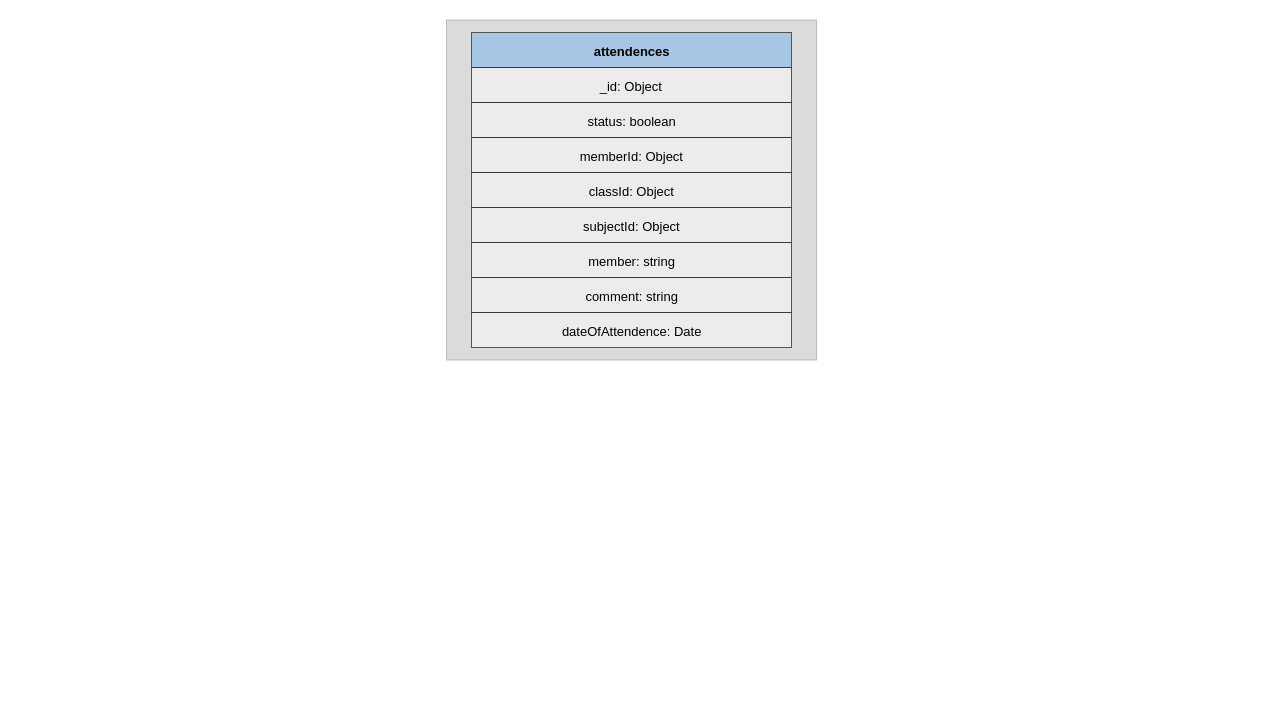 attendences
_id: Object
status: boolean
memberId: Object
classId: Object
subjectId: Object
member: string
comment: string
dateOfAttendence: Date